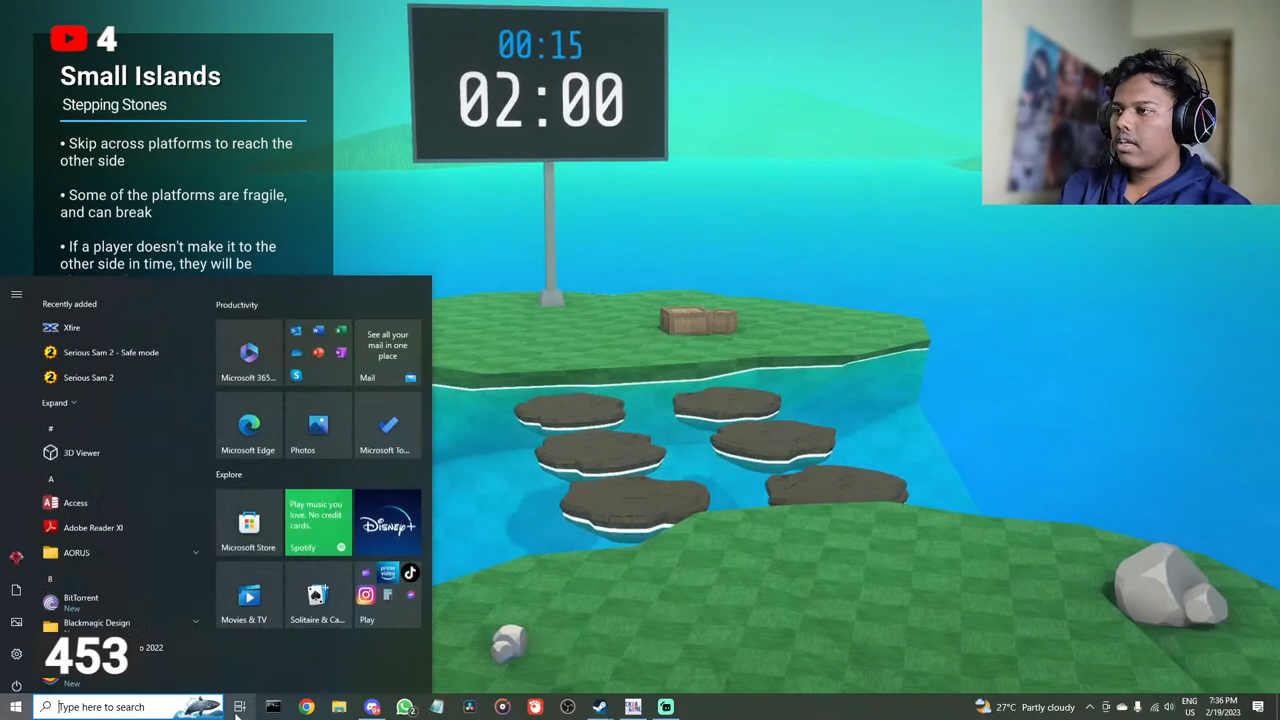 4
Small Islands
Stepping Stones
• Skip across platforms to reach the
other side
• Some of the platforms are fragile,
and can break
• If a player doesn't make it to the
other side in time, they will be
00:15
02:00
Recently added
Xfire
Serious Sam 2 - Safe mode
Serious Sam 2
Expand
#
3D Viewer
A
Access
Adobe Reader XI
AORUS
B
BitTorrent
New
Blackmagic Design
New
453
Productivity
Microsoft 365...
See all your
mail in one
place
Mail
Microsoft Edge
Photos
Microsoft To...
Explore
Microsoft Store
Play music you
love. No credit
cards.
Spotify
Disney+
Movies & TV
Solitaire & Ca...
prime video
Play
Type here to search
27°C Partly cloudy
ENG
US
7:36 PM
2/19/2023